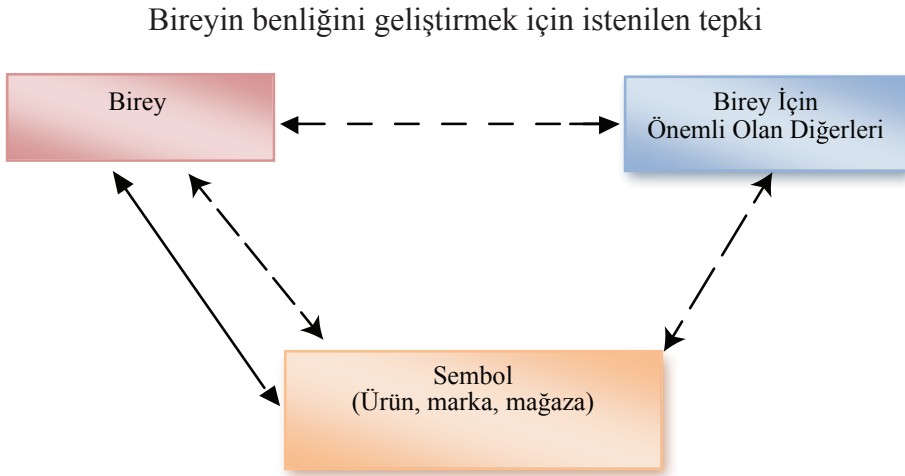 Bireyin benliğini geliştirmek için istenilen tepki
Birey
Birey İçin
Önemli Olan Diğerleri
Sembol
(Ürün, marka, mağaza)